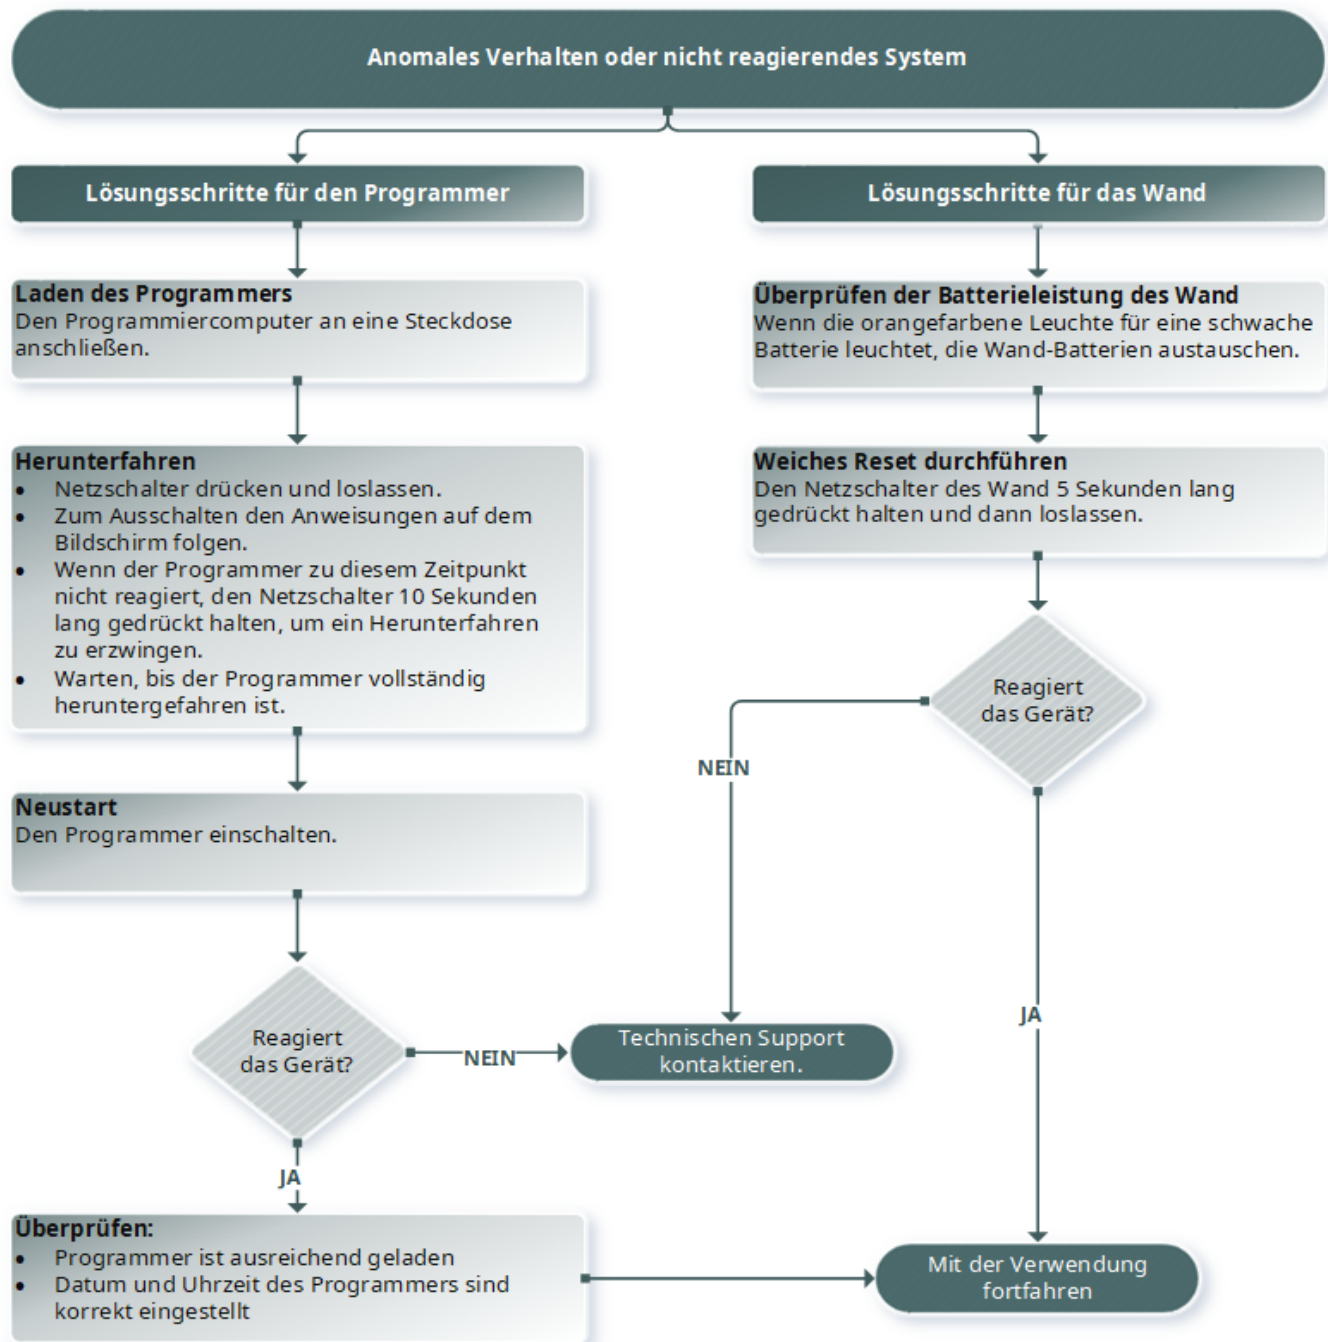 Anomales Verhalten oder nicht reagierendes System
Lösungsschritte für den Programmer
Laden des Programmers
Den Programmiercomputer an eine Steckdose
anschließen.
Herunterfahren
• Netzschalter drücken und loslassen.
• Zum Ausschalten den Anweisungen auf dem
Bildschirm folgen.
• Wenn der Programmer zu diesem Zeitpunkt
nicht reagiert, den Netzschalter 10 Sekunden
lang gedrückt halten, um ein Herunterfahren
zu erzwingen.
• Warten, bis der Programmer vollständig
heruntergefahren ist.
Neustart
Den Programmer einschalten.
Reagiert
das Gerät?
NEIN
JA
Überprüfen:
• Programmer ist ausreichend geladen
• Datum und Uhrzeit des Programmers sind
korrekt eingestellt
Lösungsschritte für das Wand
Überprüfen der Batterieleistung des Wand
Wenn die orangefarbene Leuchte für eine schwache
Batterie leuchtet, die Wand-Batterien austauschen.
Weiches Reset durchführen
Den Netzschalter des Wand 5 Sekunden lang
gedrückt halten und dann loslassen.
Reagiert
das Gerät?
NEIN
JA
Technischen Support
kontaktieren.
Mit der Verwendung
fortfahren